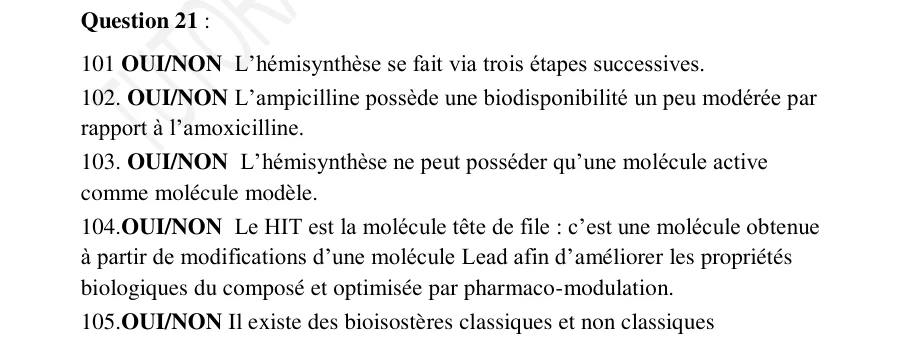 Question 21 :
101 OUI/NON L’hémisynthèse se fait via trois étapes successives.
102. OUI/NON L’ampicilline possède une biodisponibilité un peu modérée par
rapport à l’amoxicilline.
103. OUI/NON L’hémisynthèse ne peut posséder qu’une molécule active
comme molécule modèle.
104.OUI/NON Le HIT est la molécule tête de file : c’est une molécule obtenue
à partir de modifications d’une molécule Lead afin d’améliorer les propriétés
biologiques du composé et optimisée par pharmaco-modulation.
105.OUI/NON Il existe des bioisostères classiques et non classiques